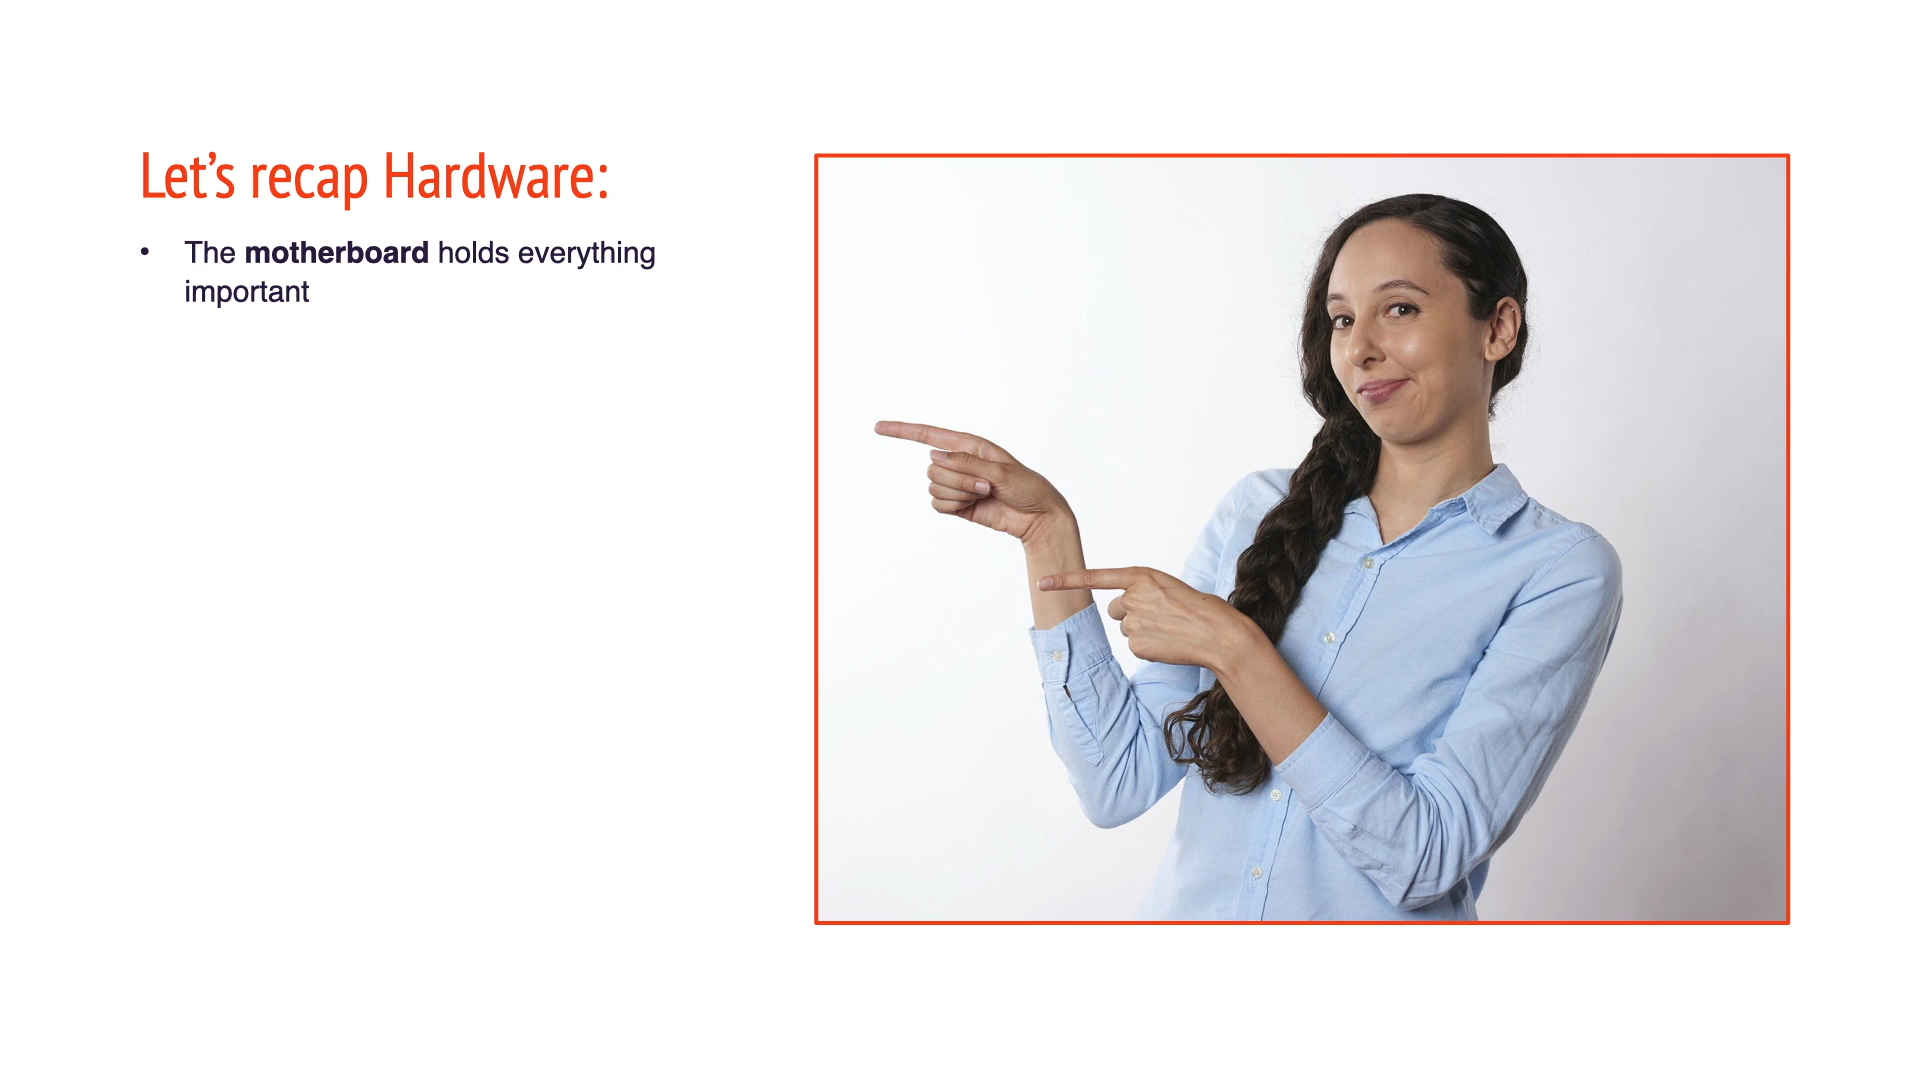 Let’s recap Hardware:
• The motherboard holds everything
important